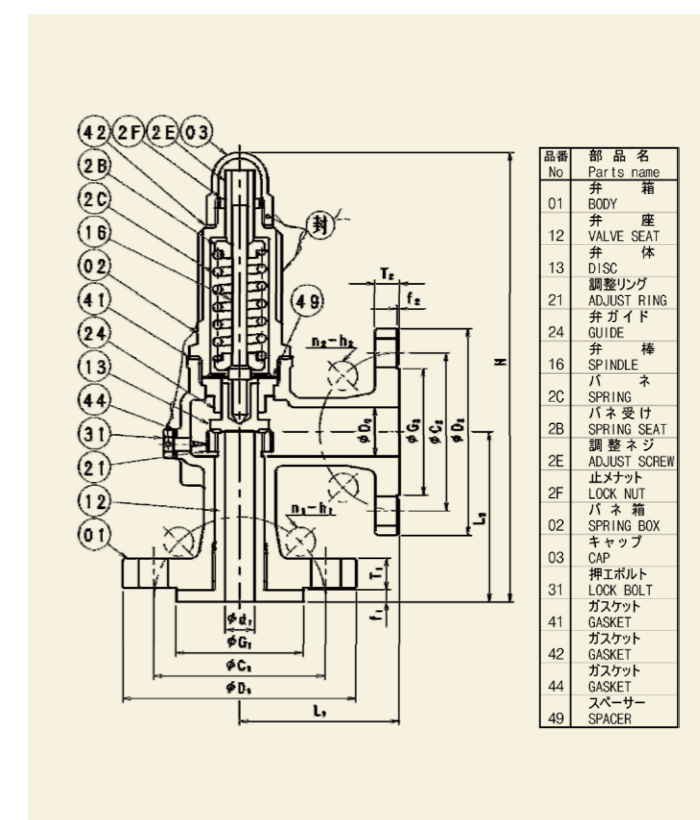 42 2F 2E 03
2B
2C
16
02
41
24
13
44
31
21
12
01
封
49
T₂
f₂
n₂-h₂
H
φG₂
φC₂
φD₂
L₂
n₁-h₁
T₁
f₁
φd₁
φG₁
φC₁
φD₁
L₁
品番 部品名
No Parts name
弁箱
01 BODY
弁座
12 VALVE SEAT
弁体
13 DISC
調整リング
21 ADJUST RING
弁ガイド
24 GUIDE
弁棒
16 SPINDLE
バネ
2C SPRING
バネ受け
2B SPRING SEAT
調整ネジ
2E ADJUST SCREW
止メナット
2F LOCK NUT
バネ箱
02 SPRING BOX
キャップ
03 CAP
押エボルト
31 LOCK BOLT
ガスケット
41 GASKET
ガスケット
42 GASKET
ガスケット
44 GASKET
スペーサー
49 SPACER